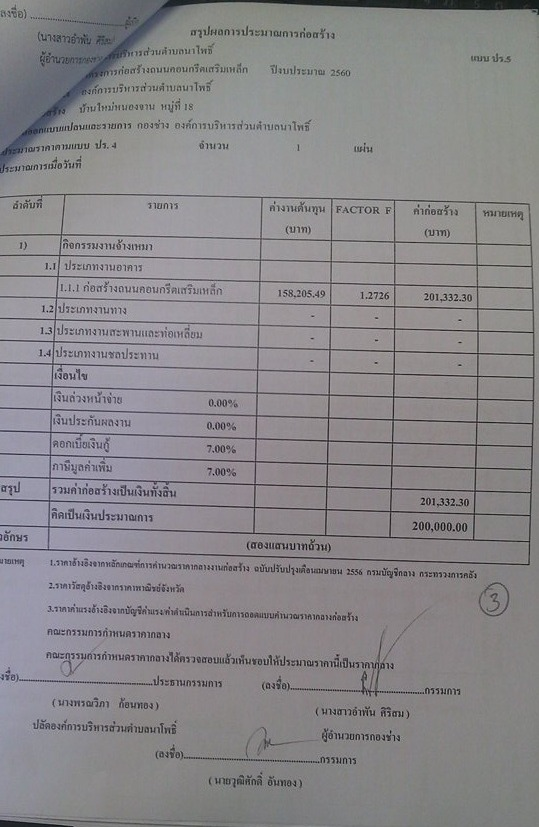 ลงชื่อ)
(นางสาวอำพัน ศิริสม)
ผู้อำนวยการกองช่าง
สรุปผลการประมาณการก่อสร้าง
แบบ ปร.5
โครงการก่อสร้างถนนคอนกรีตเสริมเหล็ก ปีงบประมาณ 2560
องค์การบริหารส่วนตำบลนาโพธิ์
บ้านใหม่หนองจาน หมู่ที่ 18
ออกแบบแปลนและรายการ กองช่าง องค์การบริหารส่วนตำบลนาโพธิ์
ประมาณราคาตามแบบ ปร. 4 จำนวน 1 แผ่น
ประมาณการเมื่อวันที่
ลำดับที่ รายการ ค่างานต้นทุน FACTOR F ค่าก่อสร้าง หมายเหตุ
(บาท) (บาท)
1) กิจกรรมงานจ้างเหมา
1.1 ประเภทงานอาคาร
1.1.1 ก่อสร้างถนนคอนกรีตเสริมเหล็ก 158,205.49 1.2726 201,332.30
1.2 ประเภทงานทาง - - -
1.3 ประเภทงานสะพานและท่อเหลี่ยม - - -
1.4 ประเภทงานชลประทาน - - -
เงื่อนไข
เงินล่วงหน้าจ่าย 0.00%
เงินประกันผลงาน 0.00%
ดอกเบี้ยเงินกู้ 7.00%
ภาษีมูลค่าเพิ่ม 7.00%
สรุป รวมค่าก่อสร้างเป็นเงินทั้งสิ้น 201,332.30
คิดเป็นเงินประมาณการ 200,000.00
วอักษร (สองแสนบาทถ้วน)
หมายเหตุ 1.ราคาอ้างอิงจากหลักเกณฑ์การคำนวณราคากลางงานก่อสร้าง ฉบับปรับปรุงเดือนเมษายน 2556 กรมบัญชีกลาง กระทรวงการคลัง
2.ราคาวัสดุอ้างอิงจากราคาพาณิชย์จังหวัด
3.ราคาค่าแรงอ้างอิงจากบัญชีค่าแรง/ค่าดำเนินการสำหรับการถอดแบบคำนวณราคากลางก่อสร้าง
3
คณะกรรมการกำหนดราคากลาง
คณะกรรมการกำหนดราคากลางได้ตรวจสอบแล้วเห็นชอบให้ประมาณราคานี้เป็นราคากลาง
งชื่อ)..............................ประธานกรรมการ (ลงชื่อ)..............................กรรมการ
(นางพรณวิภา ก้อนทอง) (นางสาวอำพัน ศิริสม)
ปลัดองค์การบริหารส่วนตำบลนาโพธิ์ ผู้อำนวยการกองช่าง
(ลงชื่อ)..............................กรรมการ
(นายวุฒิศักดิ์ อันทอง)